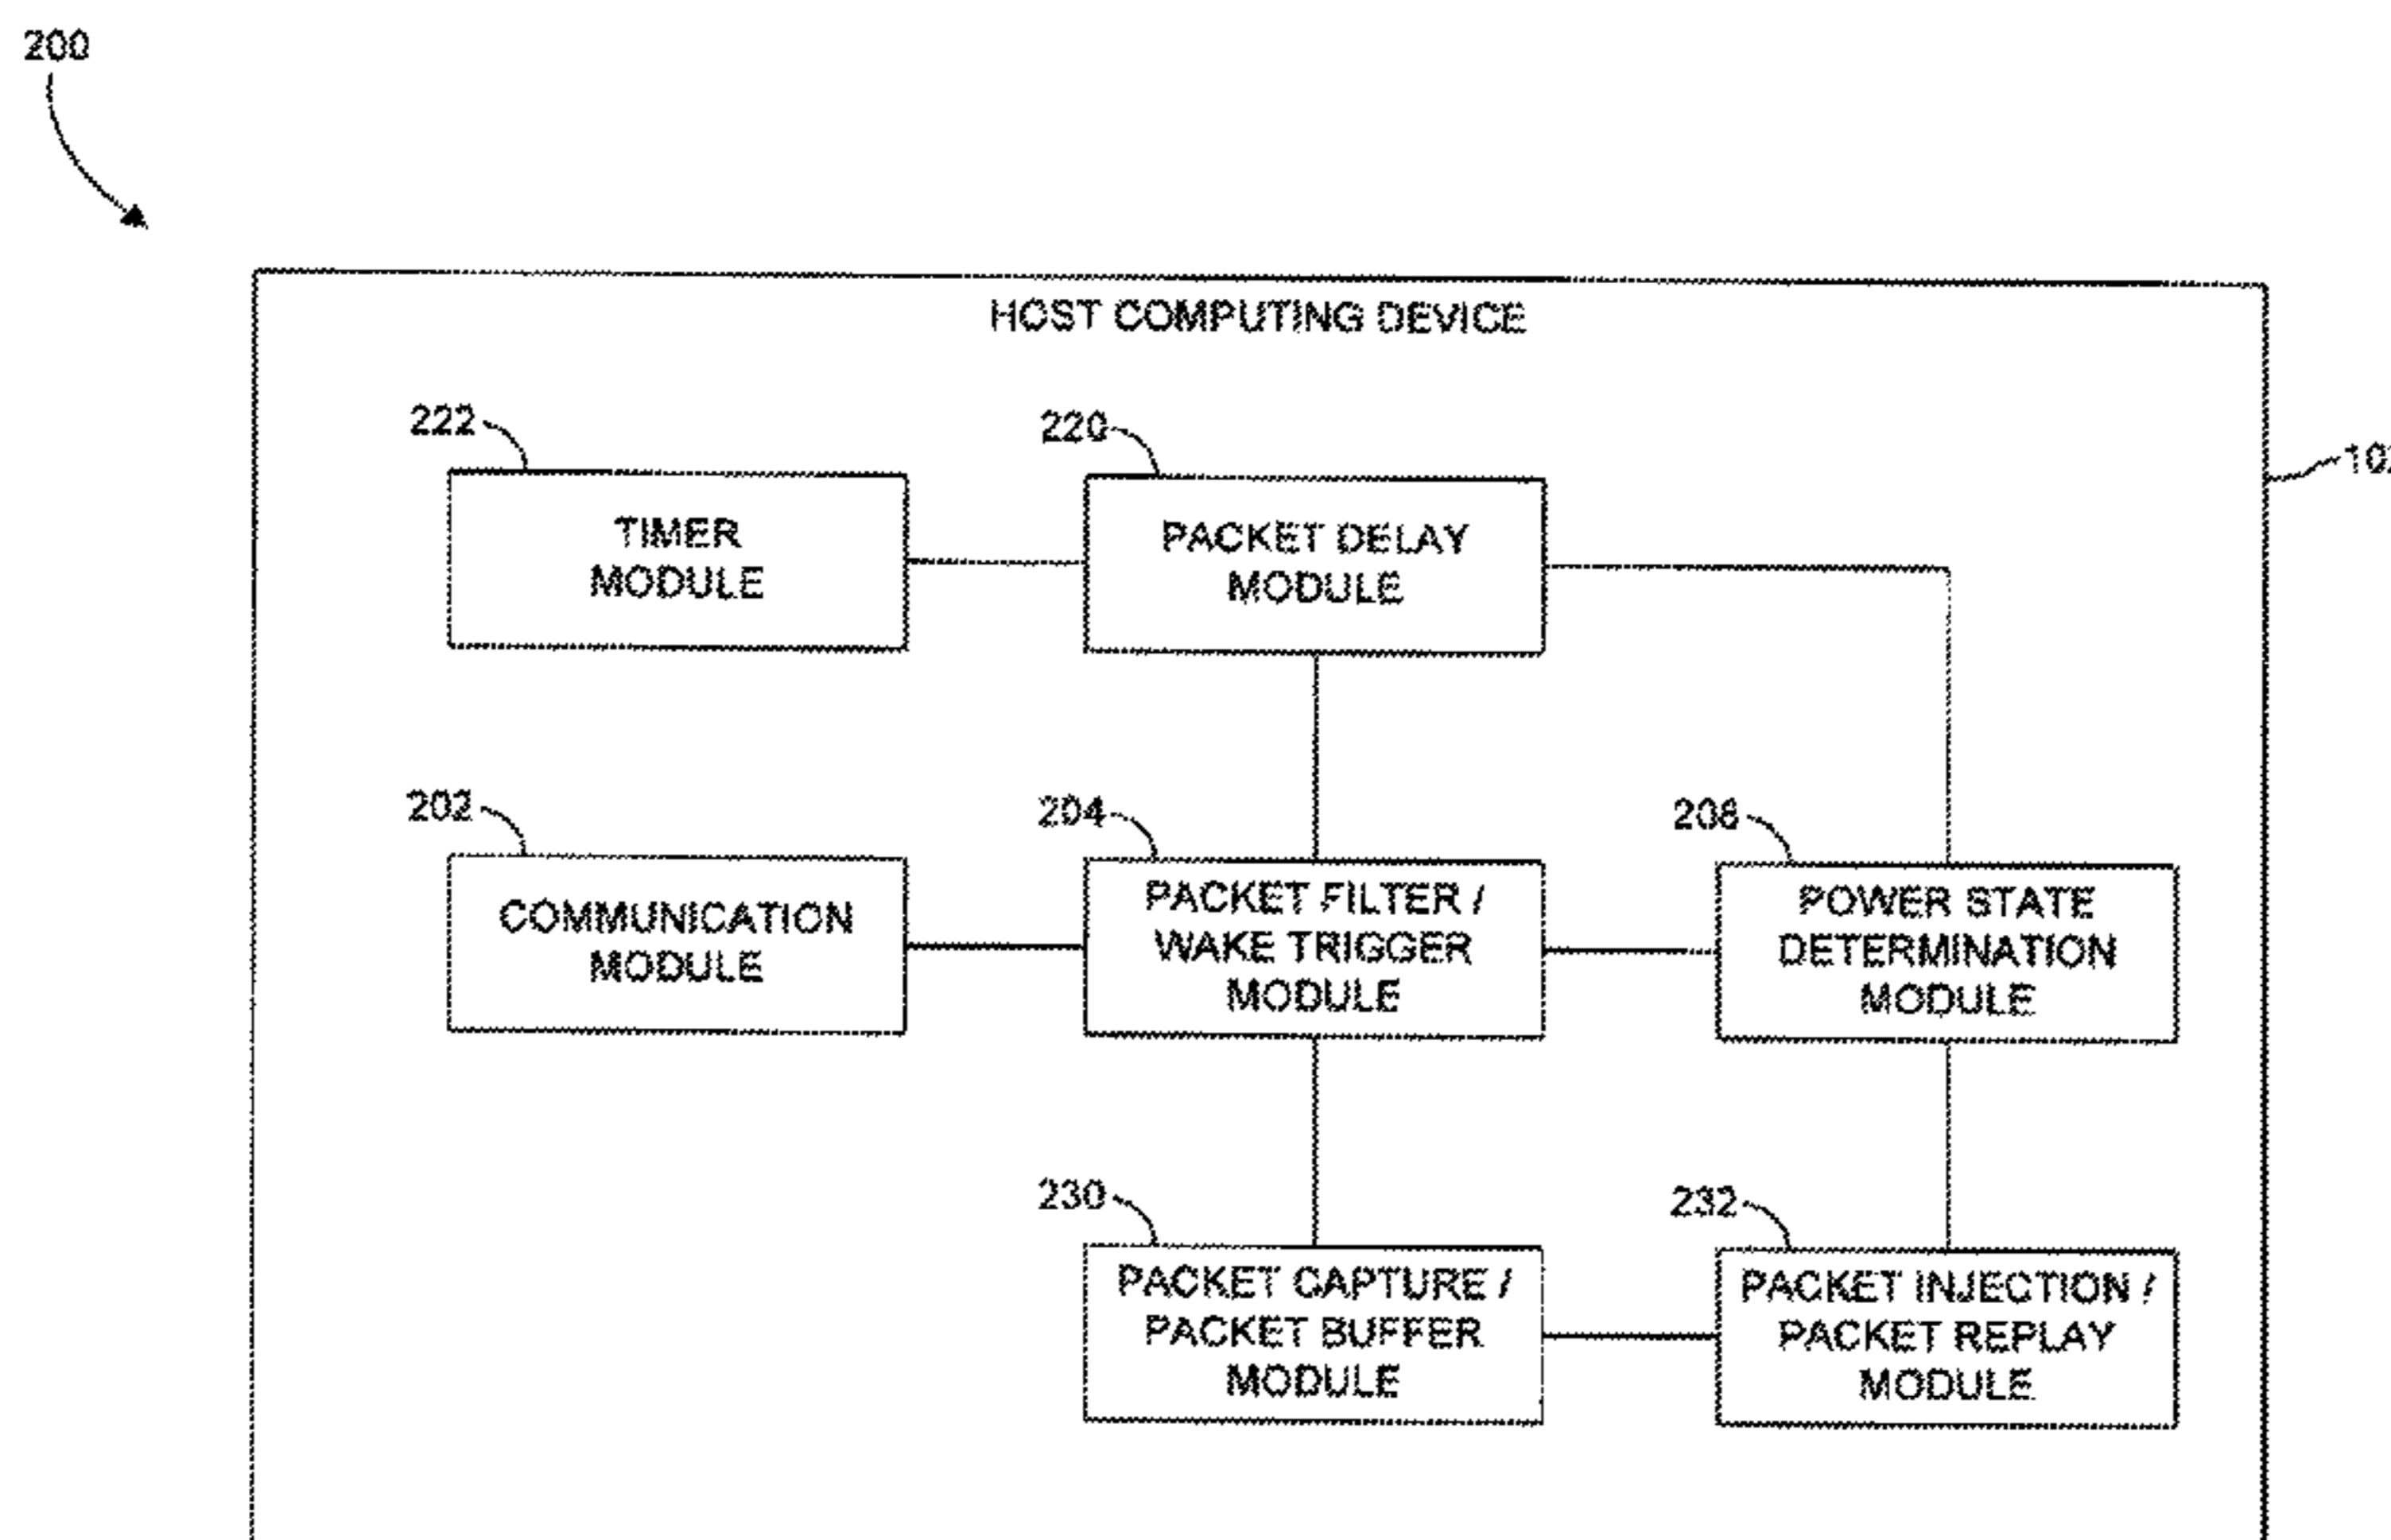 200
HOST COMPUTING DEVICE
222
220
TIMER
MODULE
PACKET DELAY
MODULE
202
204
208
COMMUNICATION
MODULE
PACKET FILTER /
WAKE TRIGGER
MODULE
POWER STATE
DETERMINATION
MODULE
230
232
PACKET CAPTURE /
PACKET BUFFER
MODULE
PACKET INJECTION /
PACKET REPLAY
MODULE